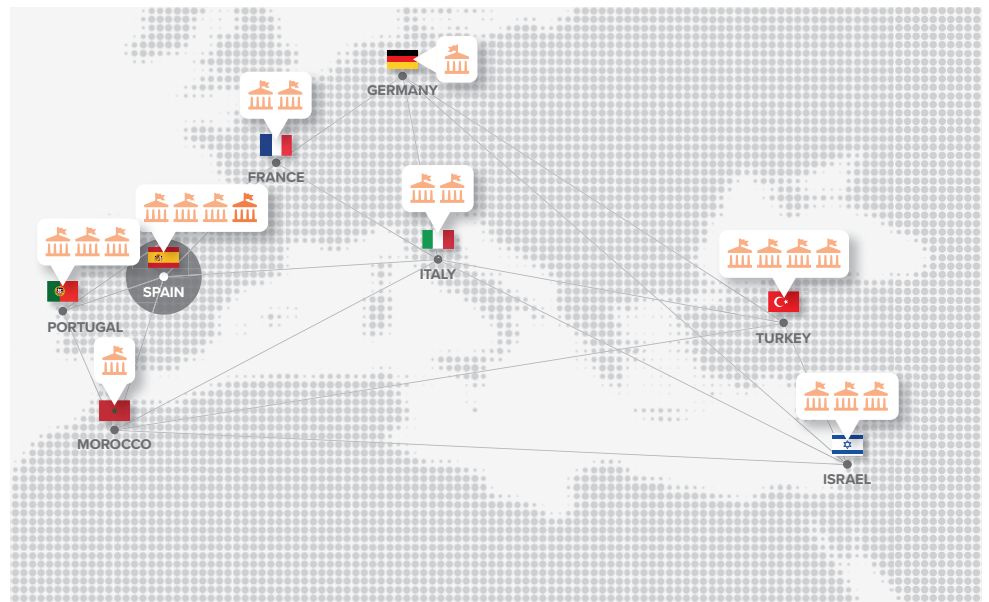 GERMANY
FRANCE
ITALY
SPAIN
PORTUGAL
TURKEY
MOROCCO
ISRAEL